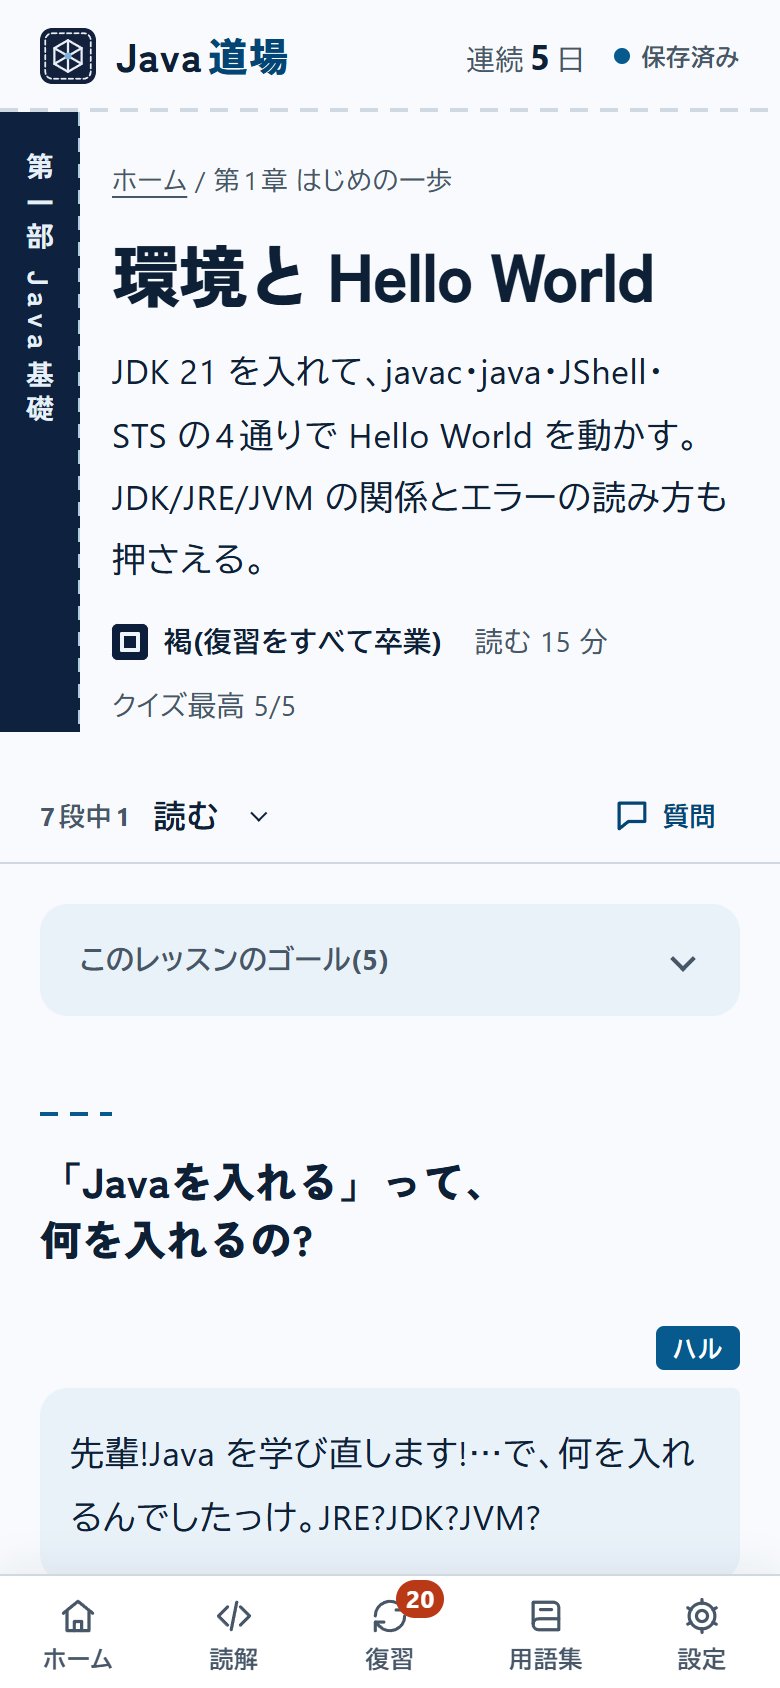 Java道場
連続 5 日
保存済み
第一部 Java基礎
ホーム / 第1章 はじめの一歩
環境と Hello World
JDK 21 を入れて、javac・java・JShell・
STS の4通りで Hello World を動かす。
JDK/JRE/JVM の関係とエラーの読み方も
押さえる。
褐(復習をすべて卒業)
読む 15 分
クイズ最高 5/5
7段中1 読む
質問
このレッスンのゴール(5)
「Javaを入れる」って、
何を入れるの?
ハル
先輩!Java を学び直します!…で、何を入れ
るんでしたっけ。JRE?JDK?JVM?
20
ホーム
読解
復習
用語集
設定